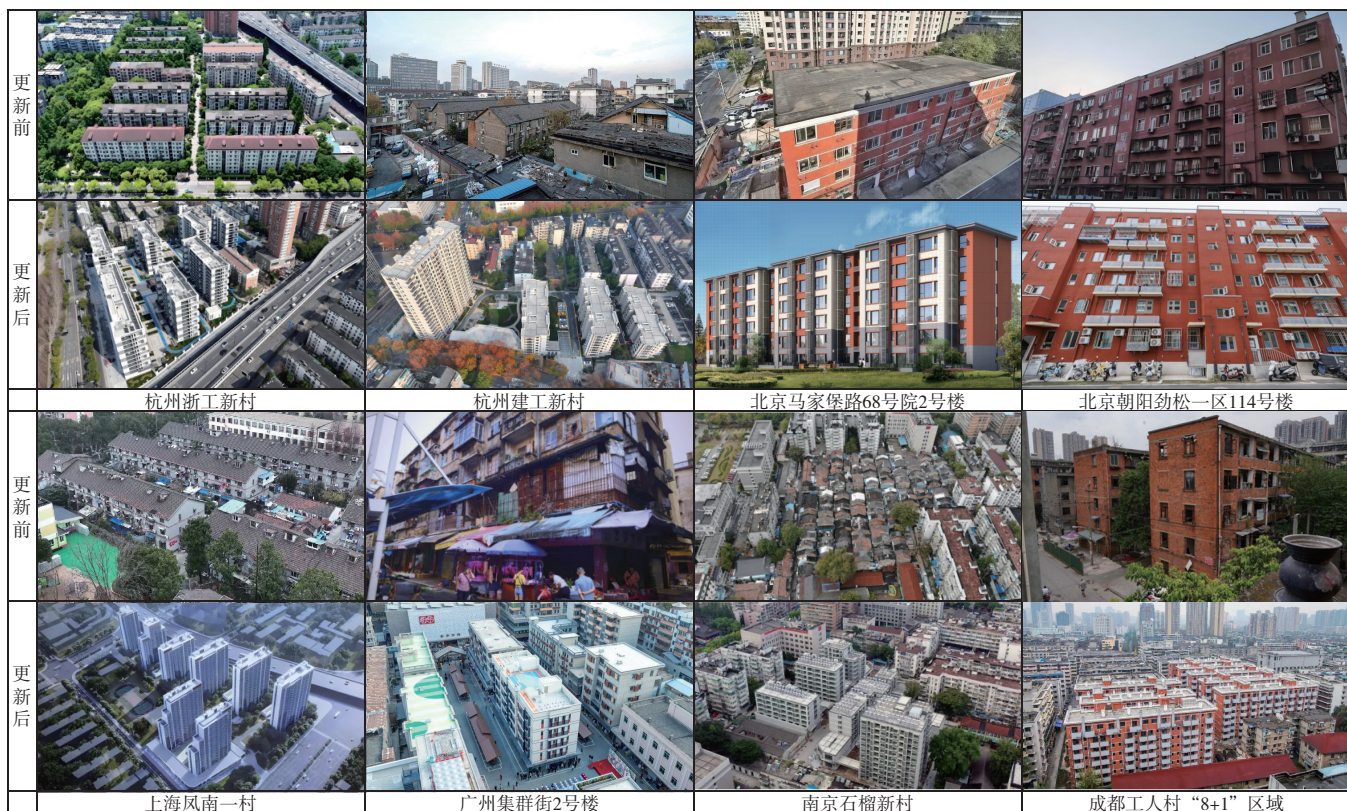 更新前
更新后
杭州浙工新村
杭州建工新村
北京马家堡路68号院2号楼
北京朝阳劲松一区114号楼
更新前
更新后
上海凤南一村
广州集群街2号楼
南京石榴新村
成都工人村“8+1”区域